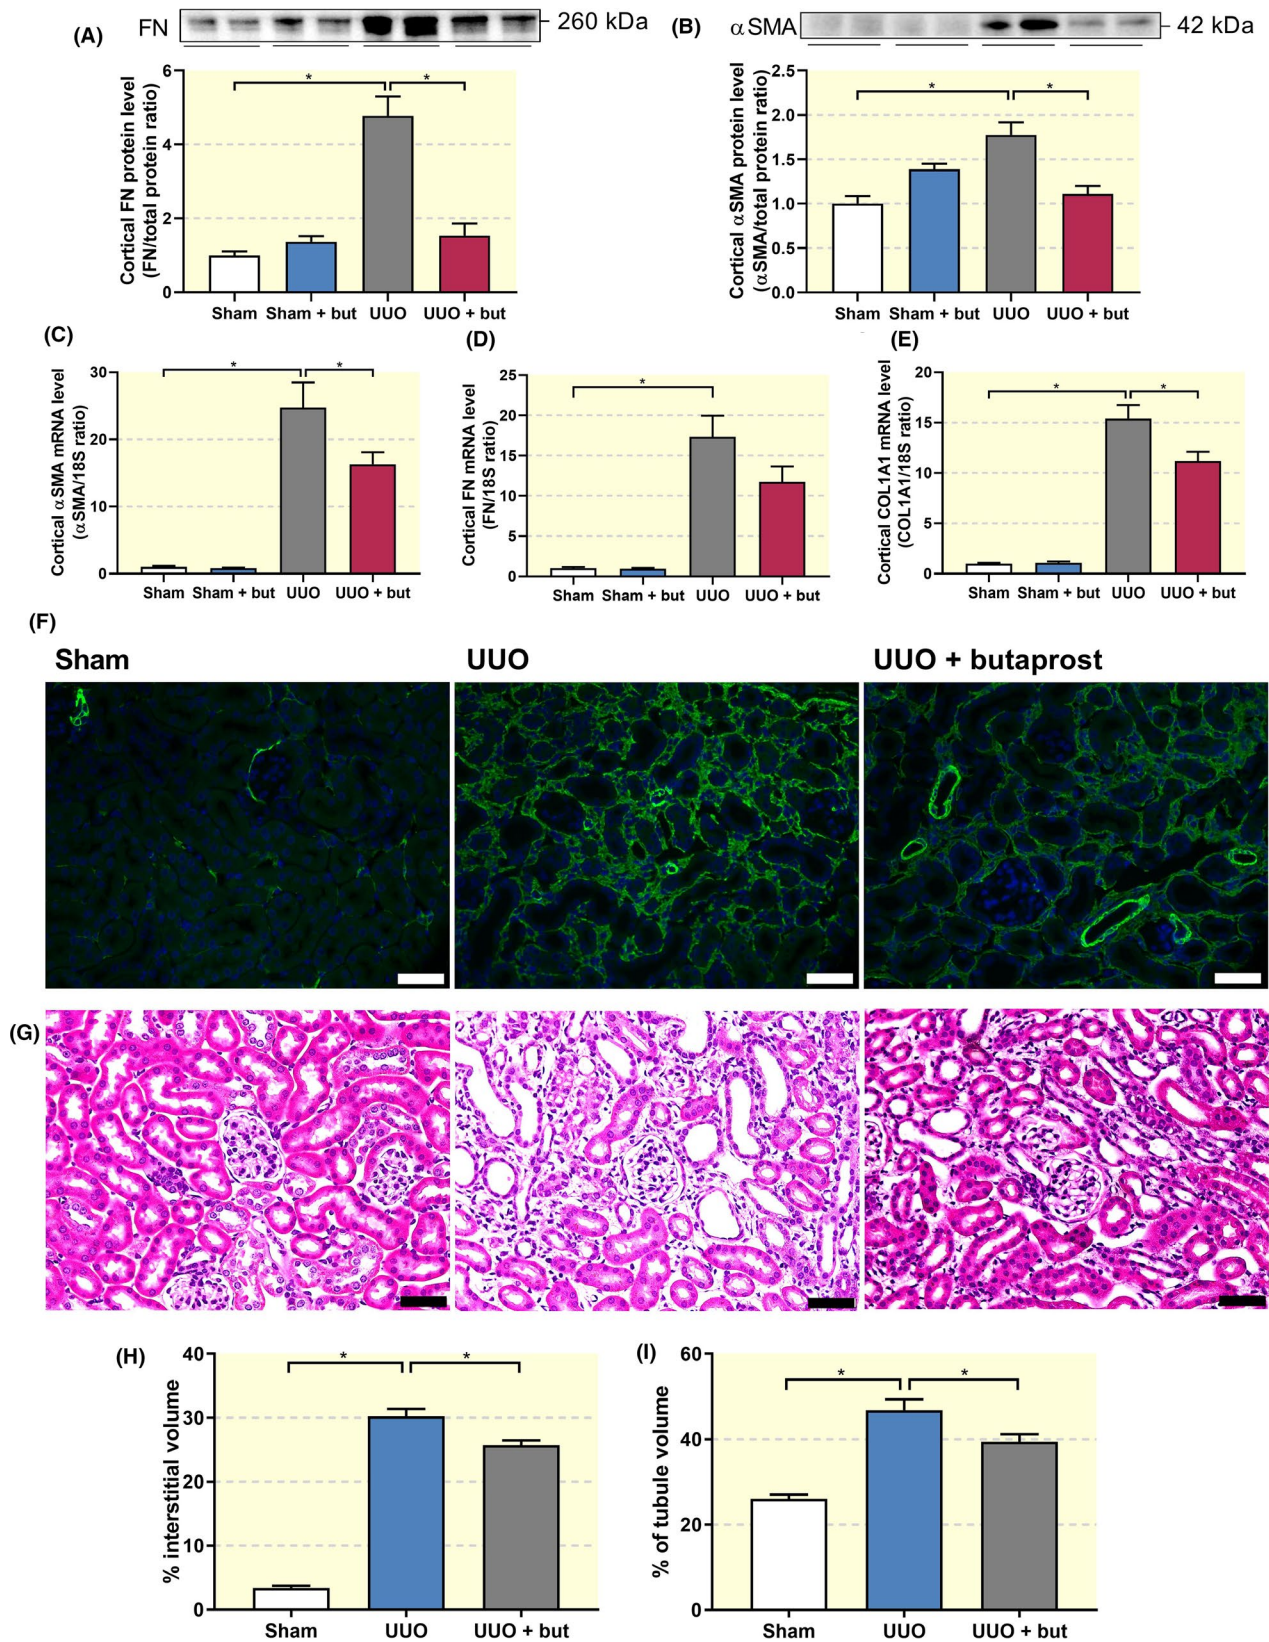 (A)
FN
260 kDa
Cortical FN protein level
(FN/total protein ratio)
6
4
2
0
*
*
Sham
Sham + but
UUO
UUO + but
(B)
αSMA
42 kDa
Cortical αSMA protein level
(αSMA/total protein ratio)
2.5
2.0
1.5
1.0
0.5
0.0
*
*
Sham
Sham + but
UUO
UUO + but
(C)
Cortical αSMA mRNA level
(αSMA/18S ratio)
30
20
10
0
*
*
Sham
Sham + but
UUO
UUO + but
(D)
Cortical FN mRNA level
(FN/18S ratio)
25
20
15
10
5
0
*
Sham
Sham + but
UUO
UUO + but
(E)
Cortical COL1A1 mRNA level
(COL1A1/18S ratio)
20
15
10
5
0
*
*
Sham
Sham + but
UUO
UUO + but
(F)
Sham
UUO
UUO + butaprost
(G)
(H)
% interstitial volume
40
30
20
10
0
*
*
Sham
UUO
UUO + but
(I)
% of tubule volume
60
40
20
0
*
*
Sham
UUO
UUO + but